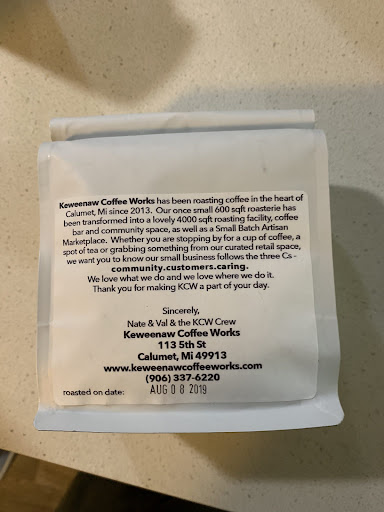 Keweenaw Coffee Works has been roasting coffee in the heart of
Calumet, Mi since 2013. Our once small 600 sqft roasterie has
been transformed into a lovely 4000 sqft roasting facility, coffee
bar and community space, as well as a Small Batch Artisan
Marketplace. Whether you are stopping by for a cup of coffee, a
spot of tea or grabbing something from our curated retail space,
we want you to know our small business follows the three Cs -
community.customers.caring.
We love what we do and we love where we do it.
Thank you for making KCW a part of your day.
Sincerely,
Nate & Val & the KCW Crew
Keweenaw Coffee Works
113 5th St
Calumet, Mi 49913
www.keweenawcoffeeworks.com
(906) 337-6220
roasted on date: AUG 08 2019